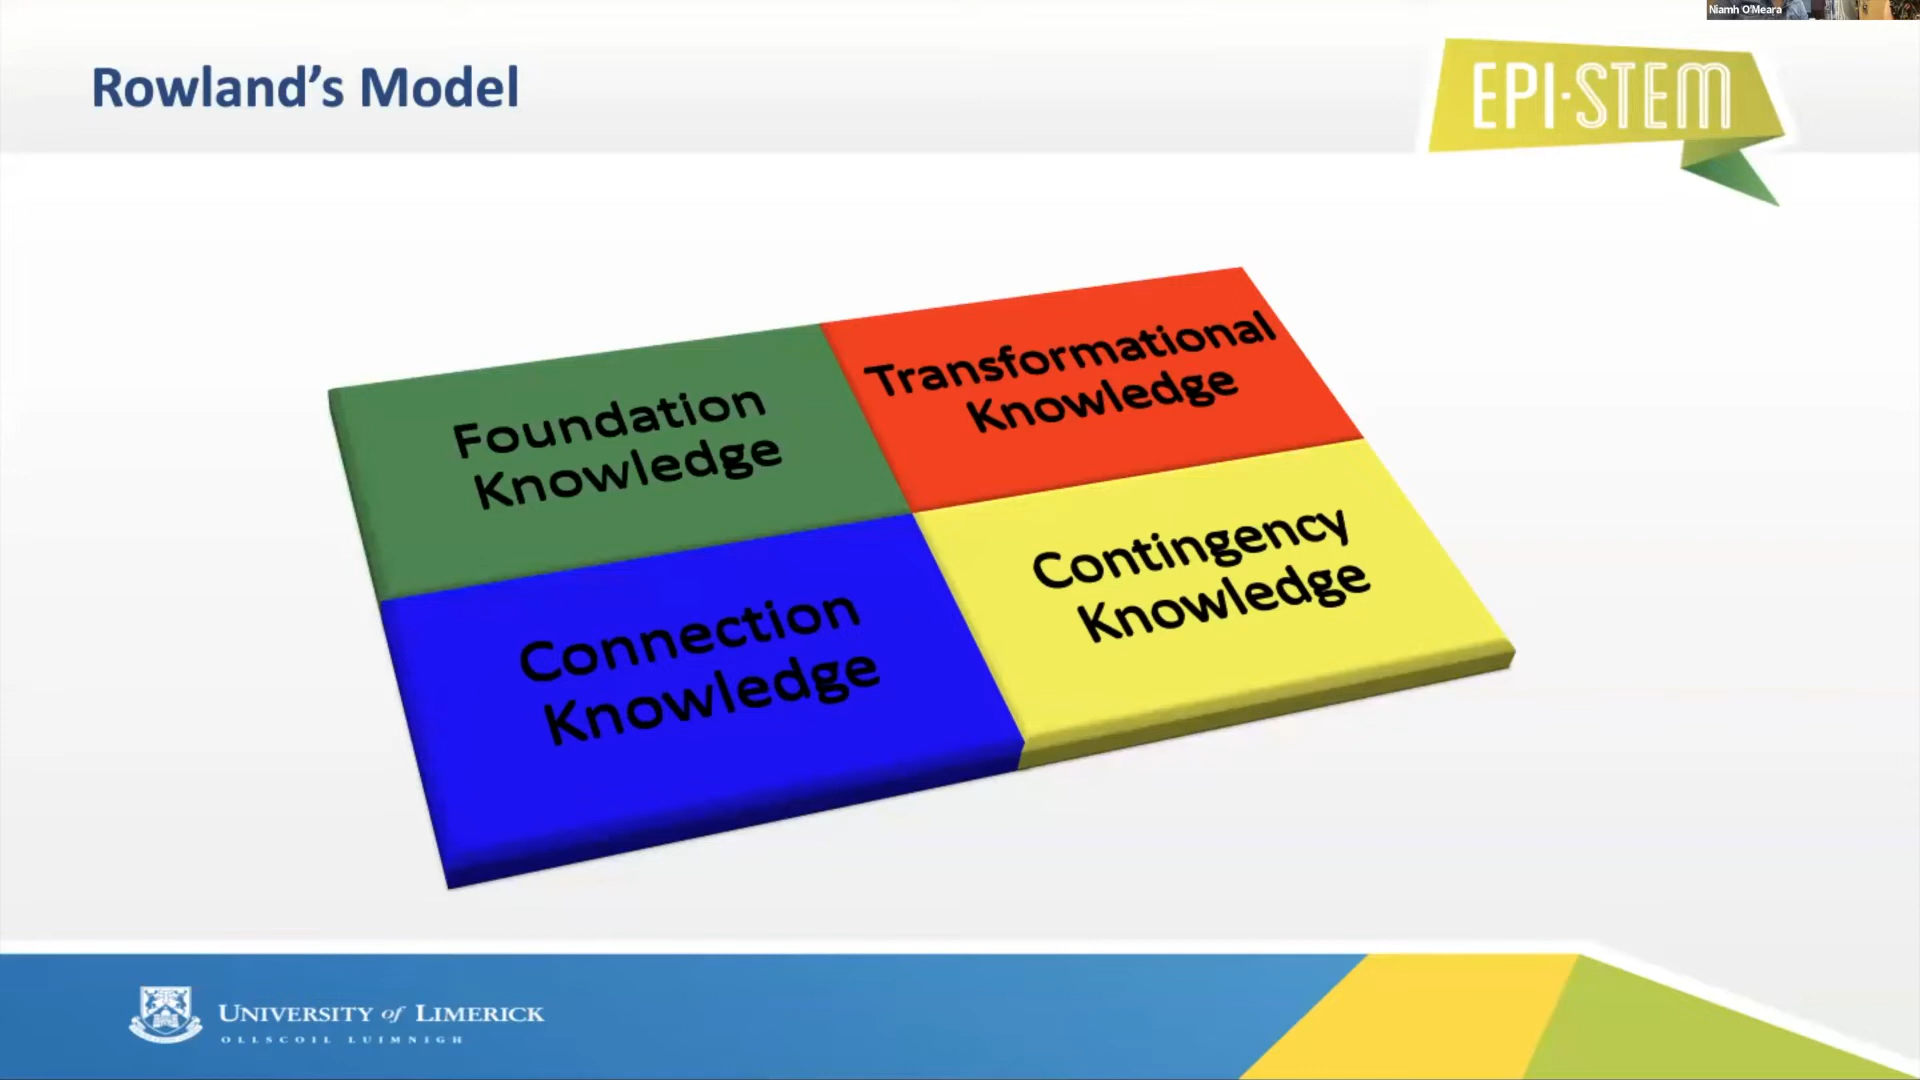 Niamh O'Meara
Rowland's Model
EPI·STEM
Foundation
Knowledge
Transformational
Knowledge
Connection
Knowledge
Contingency
Knowledge
UNIVERSITY of LIMERICK
OLLSCOIL LUIMNIGH